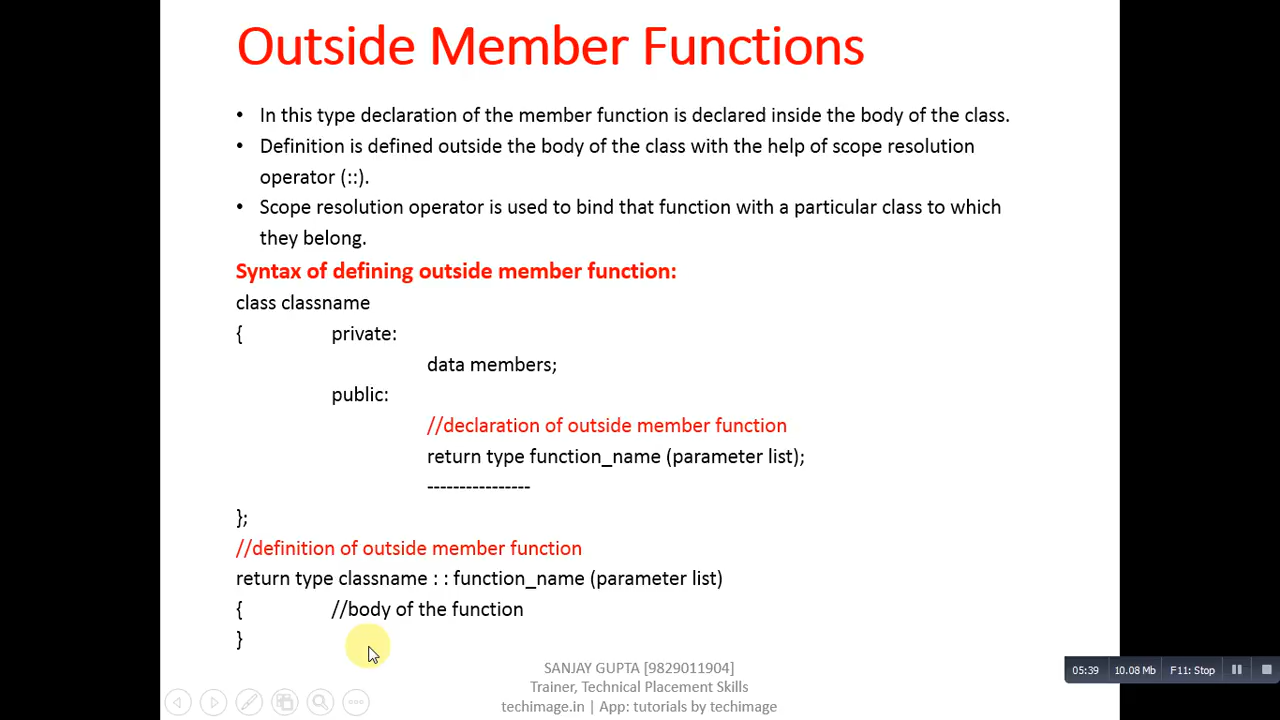 Outside Member Functions
• In this type declaration of the member function is declared inside the body of the class.
• Definition is defined outside the body of the class with the help of scope resolution
operator (::).
• Scope resolution operator is used to bind that function with a particular class to which
they belong.
Syntax of defining outside member function:
class classname
{ private:
data members;
public:
//declaration of outside member function
return type function_name (parameter list);
----------------
};
//definition of outside member function
return type classname : : function_name (parameter list)
{ //body of the function
}
SANJAY GUPTA [9829011904]
Trainer, Technical Placement Skills
techimage.in | App: tutorials by techimage
05:39 10.08 Mb F11: Stop